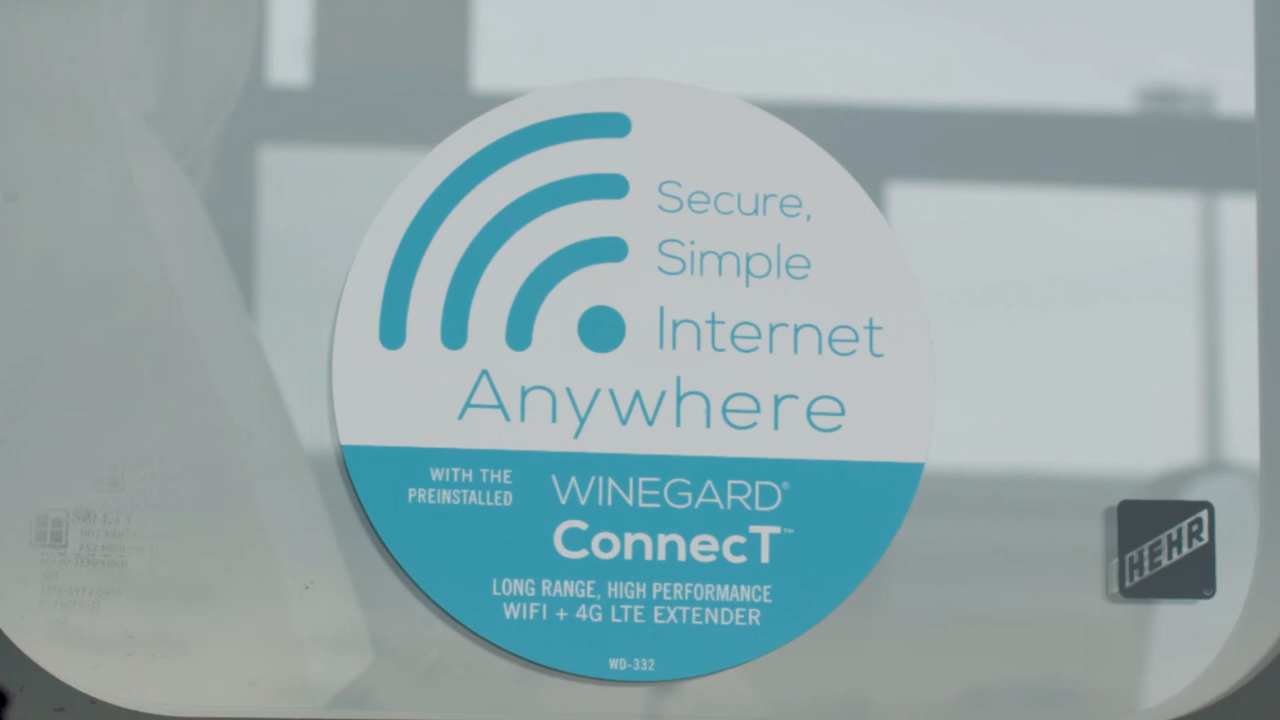 Secure,
Simple
Internet
Anywhere
WITH THE
PREINSTALLED
WINEGARD®
ConnecT™
LONG RANGE, HIGH PERFORMANCE
WIFI + 4G LTE EXTENDER
WD-332
HEHR